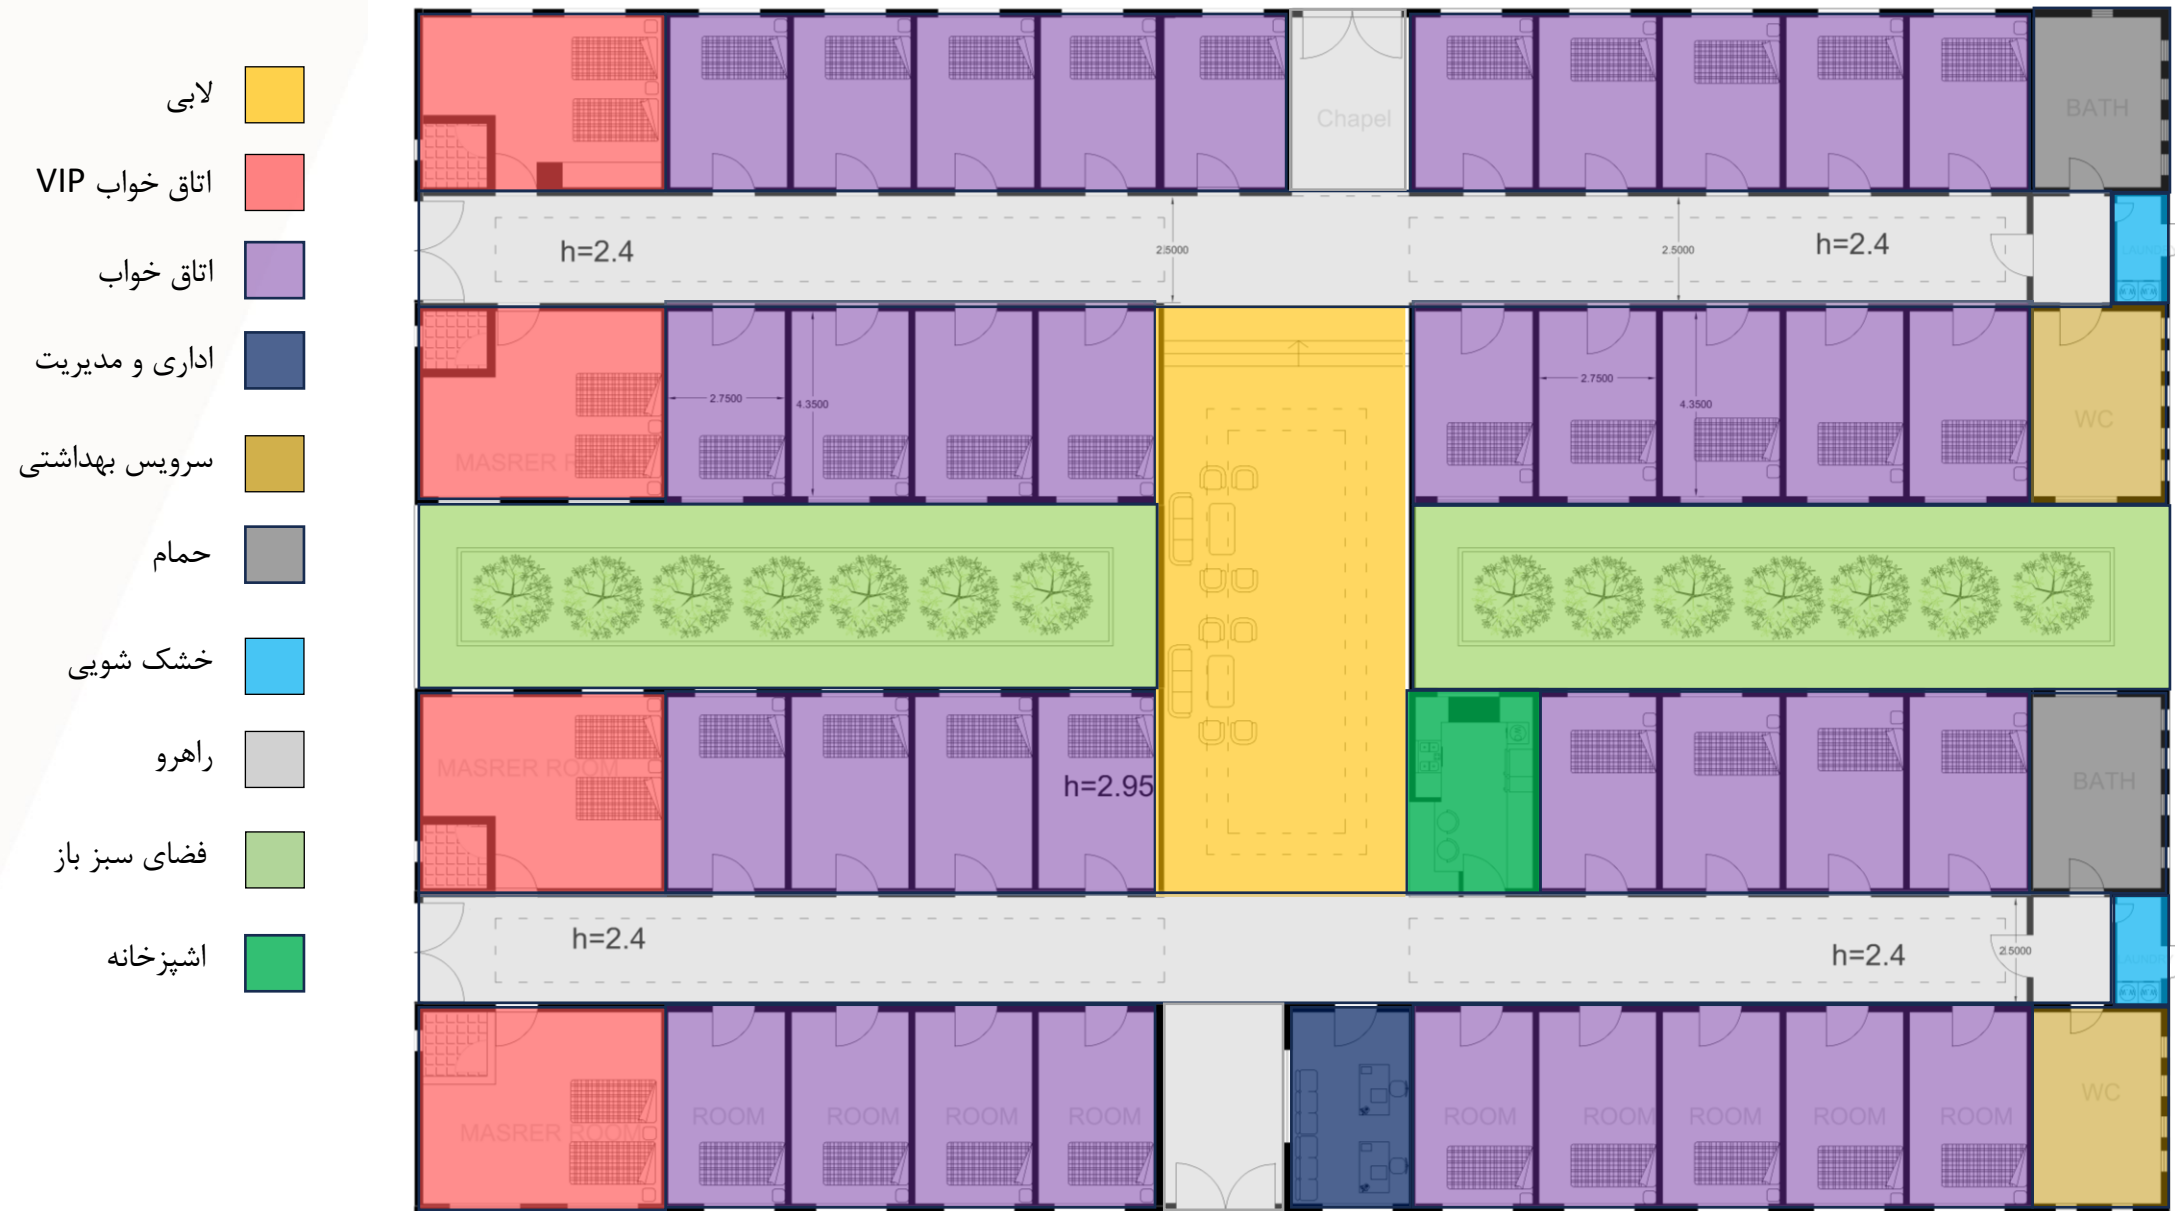 لابی
اتاق خواب VIP
اتاق خواب
اداری و مدیریت
سرویس بهداشتی
حمام
خشک شویی
راهرو
فضای سبز باز
اشپزخانه
Chapel
BATH
h=2.4
2.5000
2.5000
h=2.4
LAUNDRY
2.7500
4.3500
2.7500
4.3500
WC
MASRER ROOM
MASRER ROOM
h=2.95
BATH
h=2.4
h=2.4
2.5000
LAUNDRY
MASRER ROOM
ROOM
ROOM
ROOM
ROOM
ROOM
ROOM
ROOM
ROOM
ROOM
WC